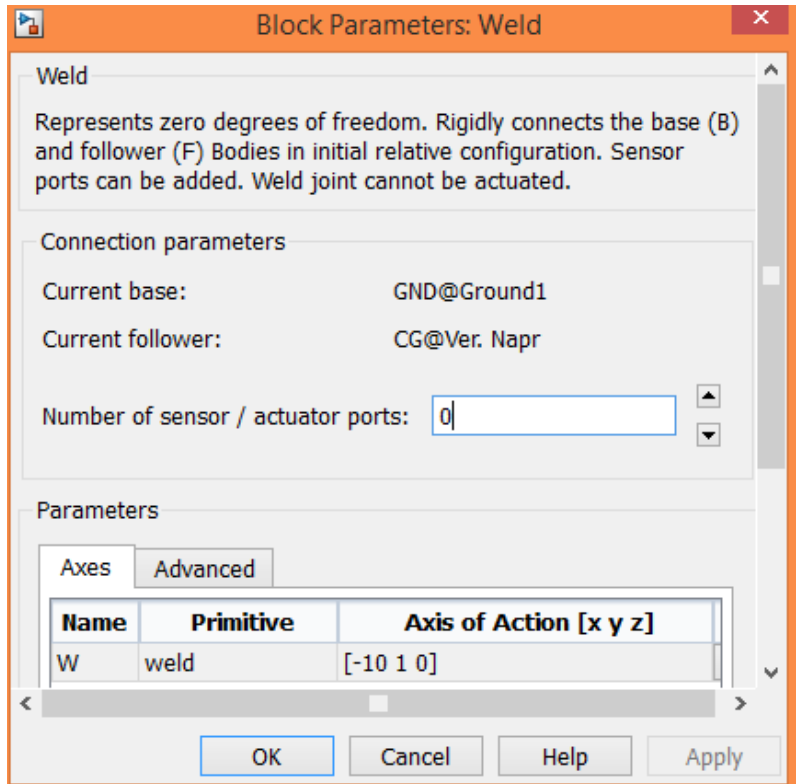 Block Parameters: Weld
Weld
Represents zero degrees of freedom. Rigidly connects the base (B)
and follower (F) Bodies in initial relative configuration. Sensor
ports can be added. Weld joint cannot be actuated.
Connection parameters
Current base: GND@Ground1
Current follower: CG@Ver. Napr
Number of sensor / actuator ports: 0
Parameters
Axes Advanced
Name Primitive Axis of Action [x y z]
W weld [-10 1 0]
OK Cancel Help Apply